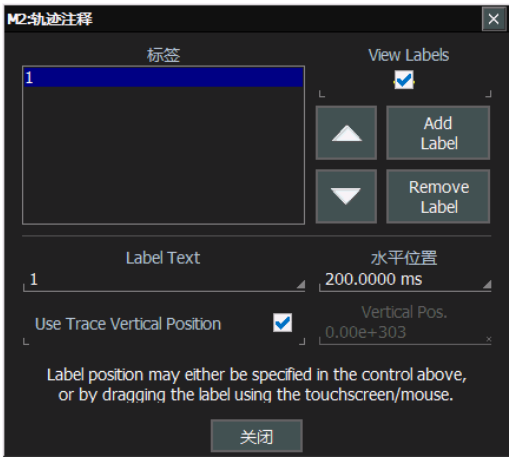 M2:轨迹注释
标签
View Labels
1
Add
Label
Remove
Label
Label Text
水平位置
1
200.0000 ms
Use Trace Vertical Position
Vertical Pos.
0.00e+303
Label position may either be specified in the control above,
or by dragging the label using the touchscreen/mouse.
关闭